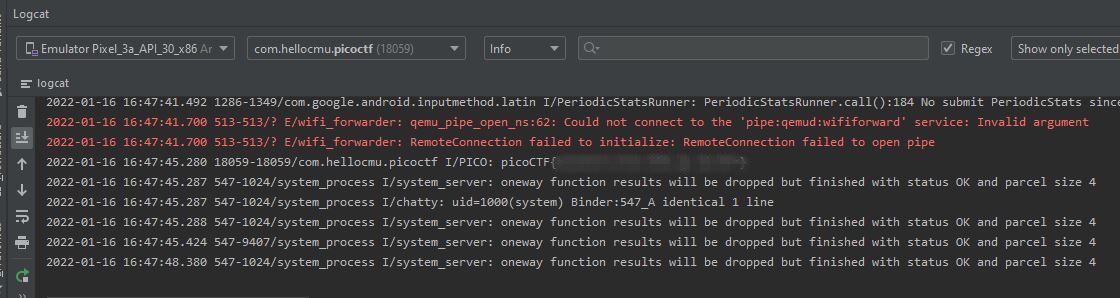 Logcat
Emulator Pixel_3a_API_30_x86 An com.hellocmu.picoctf (18059) Info Regex Show only selected
logcat
2022-01-16 16:47:41.492 1286-1349/com.google.android.inputmethod.latin I/PeriodicStatsRunner: PeriodicStatsRunner.call():184 No submit PeriodicStats sinc
2022-01-16 16:47:41.700 513-513/? E/wifi_forwarder: qemu_pipe_open_ns:62: Could not connect to the 'pipe:qemud:wififorward' service: Invalid argument
2022-01-16 16:47:41.700 513-513/? E/wifi_forwarder: RemoteConnection failed to initialize: RemoteConnection failed to open pipe
2022-01-16 16:47:45.280 18059-18059/com.hellocmu.picoctf I/PICO: picoCTF{
2022-01-16 16:47:45.287 547-1024/system_process I/system_server: oneway function results will be dropped but finished with status OK and parcel size 4
2022-01-16 16:47:45.287 547-1024/system_process I/chatty: uid=1000(system) Binder:547_A identical 1 line
2022-01-16 16:47:45.288 547-1024/system_process I/system_server: oneway function results will be dropped but finished with status OK and parcel size 4
2022-01-16 16:47:45.424 547-9407/system_process I/system_server: oneway function results will be dropped but finished with status OK and parcel size 4
2022-01-16 16:47:48.380 547-1024/system_process I/system_server: oneway function results will be dropped but finished with status OK and parcel size 4